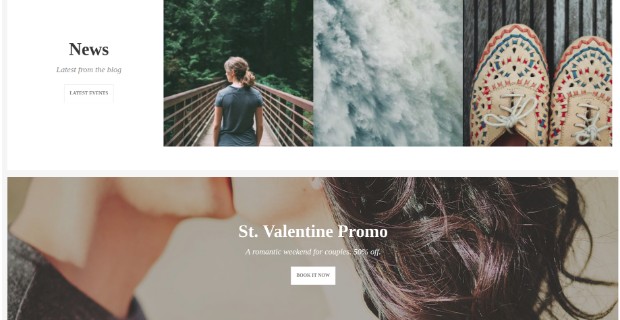 News
Latest from the blog
LATEST EVENTS
St. Valentine Promo
A romantic weekend for couples. 50% off.
BOOK IT NOW